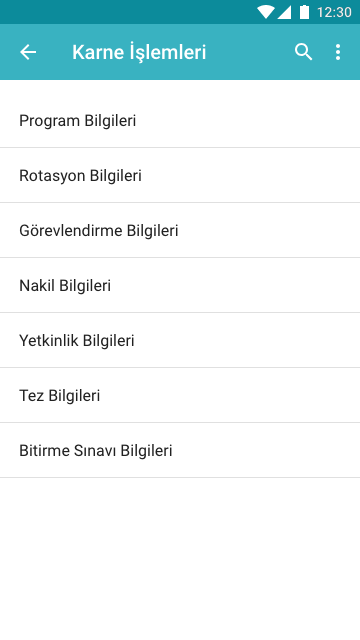 12:30
Karne İşlemleri
Program Bilgileri
Rotasyon Bilgileri
Görevlendirme Bilgileri
Nakil Bilgileri
Yetkinlik Bilgileri
Tez Bilgileri
Bitirme Sınavı Bilgileri